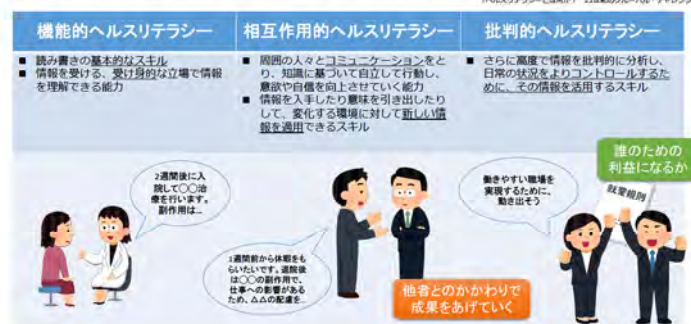 機能的ヘルスリテラシー
相互作用的ヘルスリテラシー
批判的ヘルスリテラシー
■ 読み書きの基本的なスキル
■ 情報を受ける、受け身的な立場で情報
を理解できる能力
■ 周囲の人々とコミュニケーションをと
り、知識に基づいて自立して行動し、
意欲や自信を向上させていく能力
■ 情報を入手したり意味を引き出したり
して、変化する環境に対して新しい情
報を適用できるスキル
■ さらに高度で情報を批判的に分析し、
日常の状況をよりコントロールするた
めに、その情報を活用するスキル
2週間後に入
院して〇〇治
療を行います。
副作用は…
1週間前から休暇をも
らいたいです。退院後
は〇〇の副作用で、
仕事への影響がある
ため、△△の配慮を…
他者とのかかわりで
成果をあげていく
働きやすい職場を
実現するために、
動き出そう
誰のための
利益になるか
就業規則